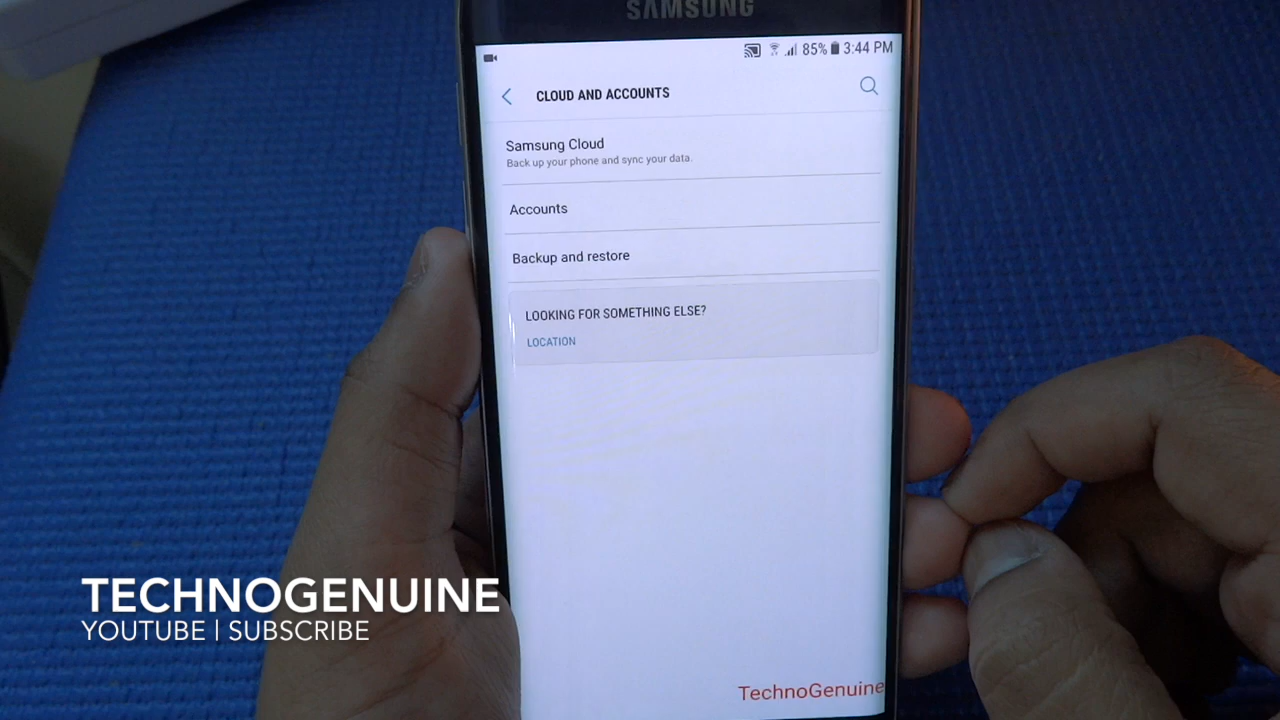 SAMSUNG
85% 3:44 PM
CLOUD AND ACCOUNTS
Samsung Cloud
Back up your phone and sync your data.
Accounts
Backup and restore
LOOKING FOR SOMETHING ELSE?
LOCATION
TECHNOGENUINE
YOUTUBE | SUBSCRIBE
TechnoGenuine